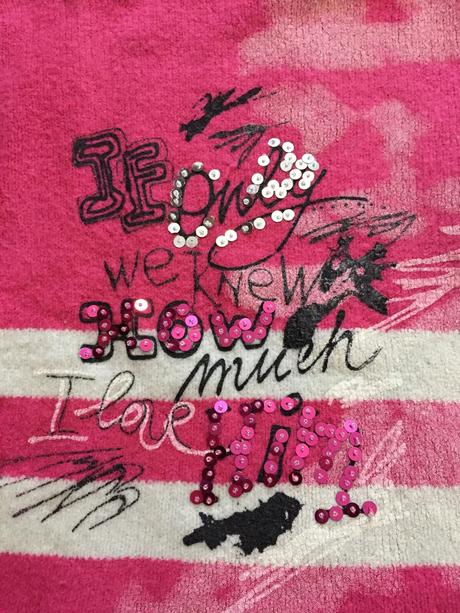 IF Only
we Knew
HOW
much
I love HIM